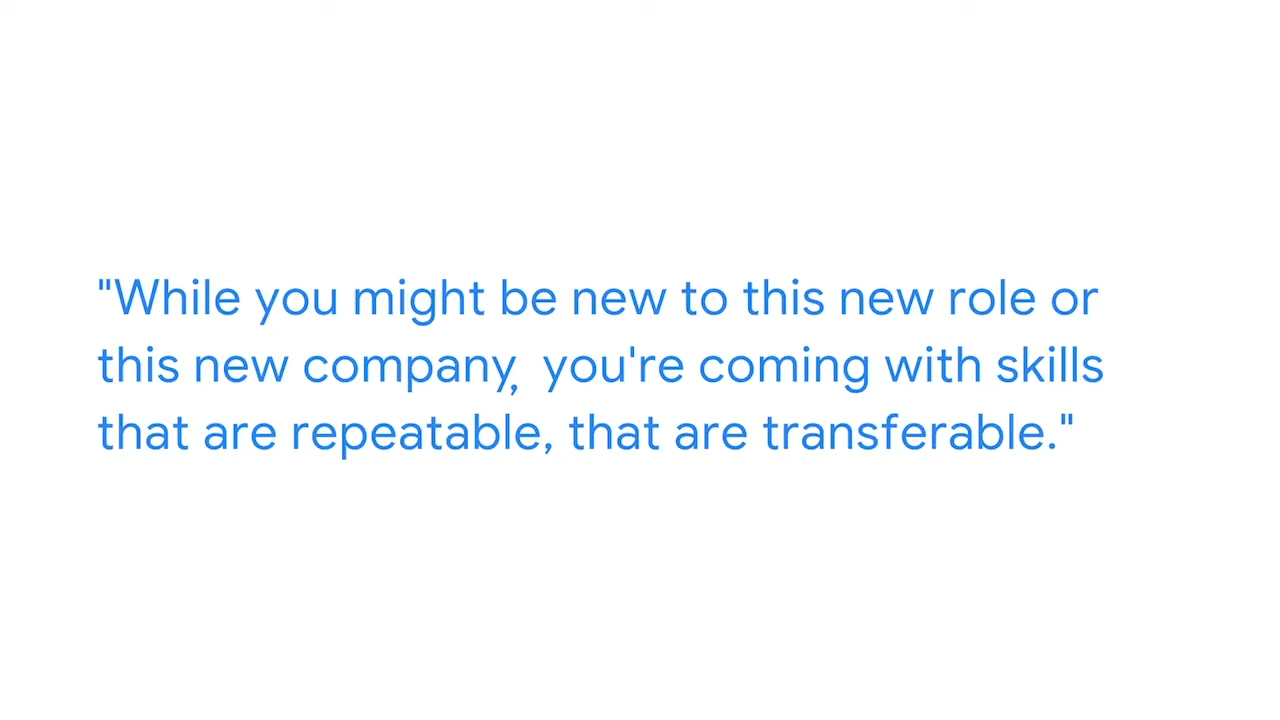 "While you might be new to this new role or
this new company, you're coming with skills
that are repeatable, that are transferable."